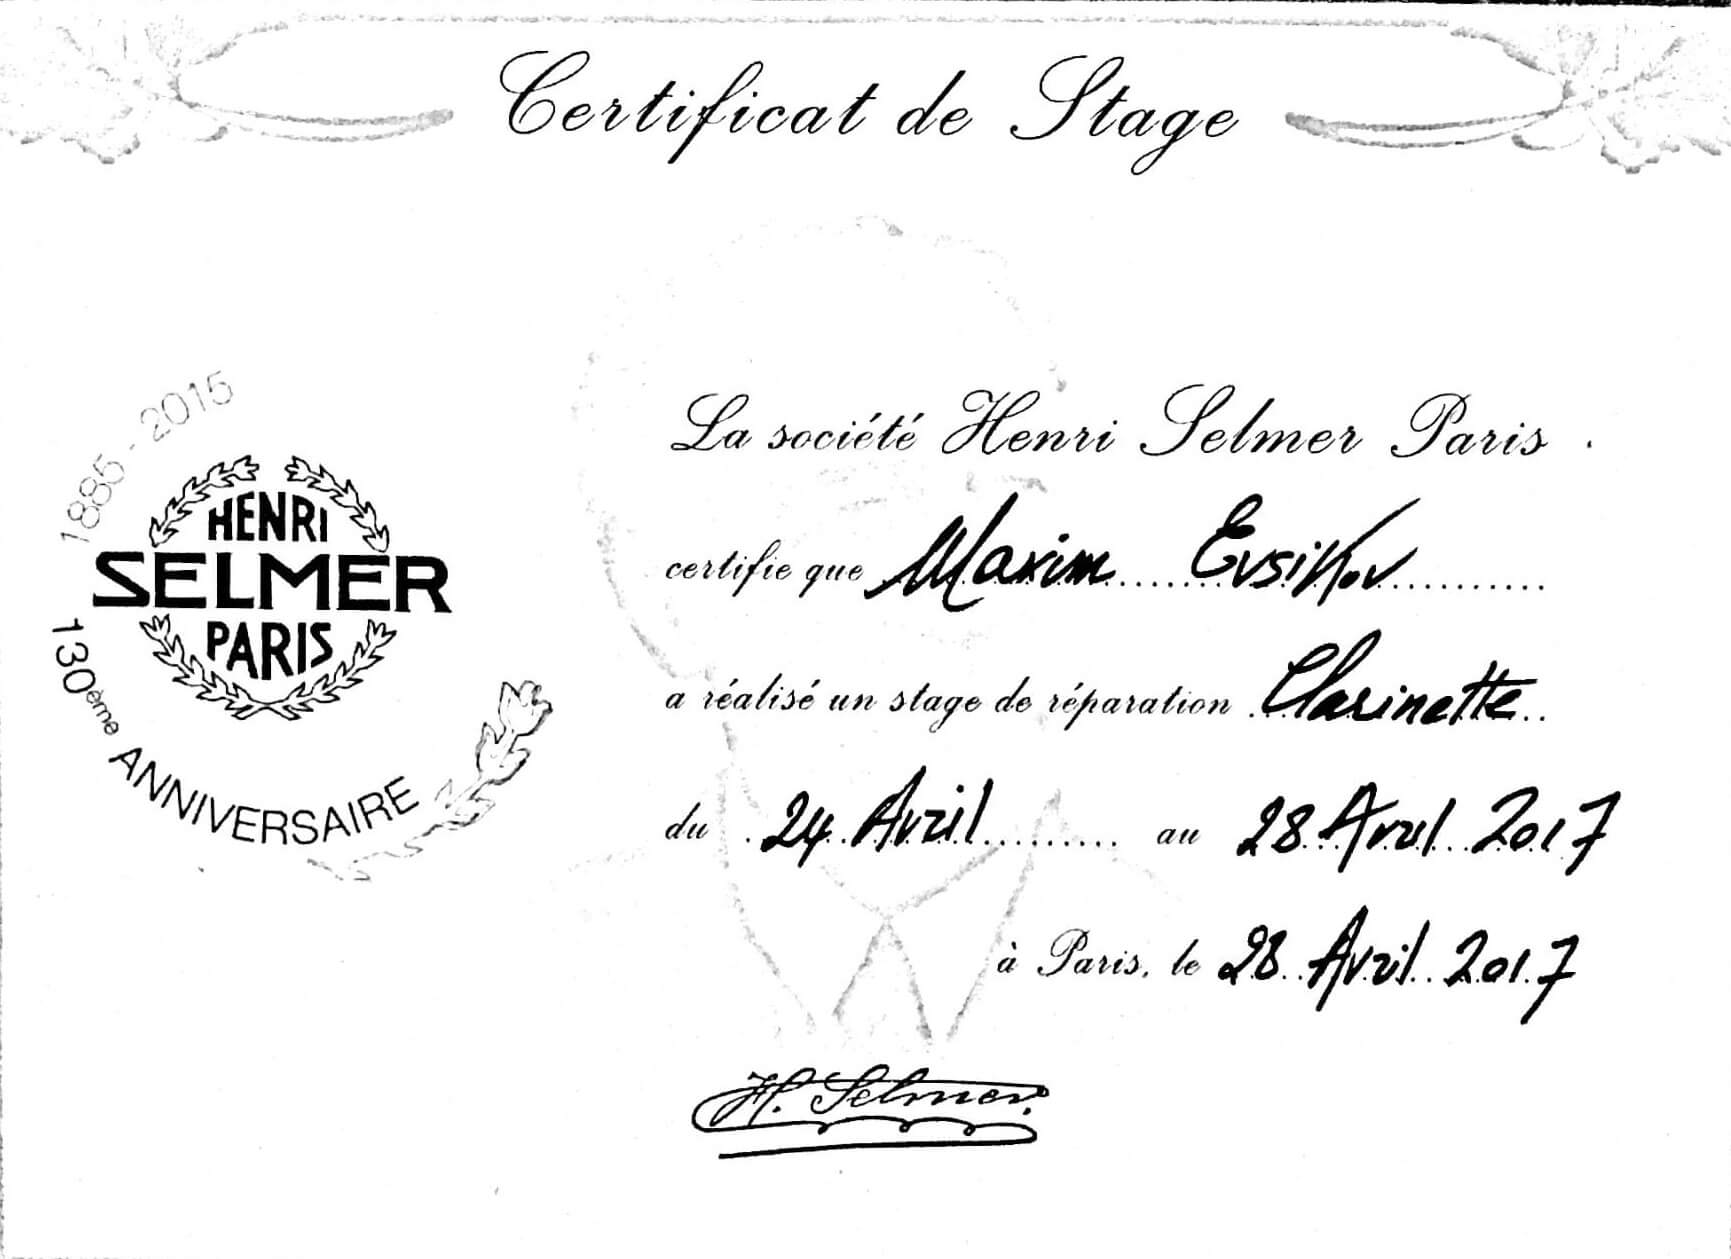 Certificat de Stage
1885 - 2015
HENRI
SELMER
PARIS
130ème ANNIVERSAIRE
La société Henri Selmer Paris
certifie que Maxim Evsikov
a réalisé un stage de réparation Clarinette
du 24 Avril au 28 Avril 2017
à Paris, le 28 Avril 2017
H. Selmer